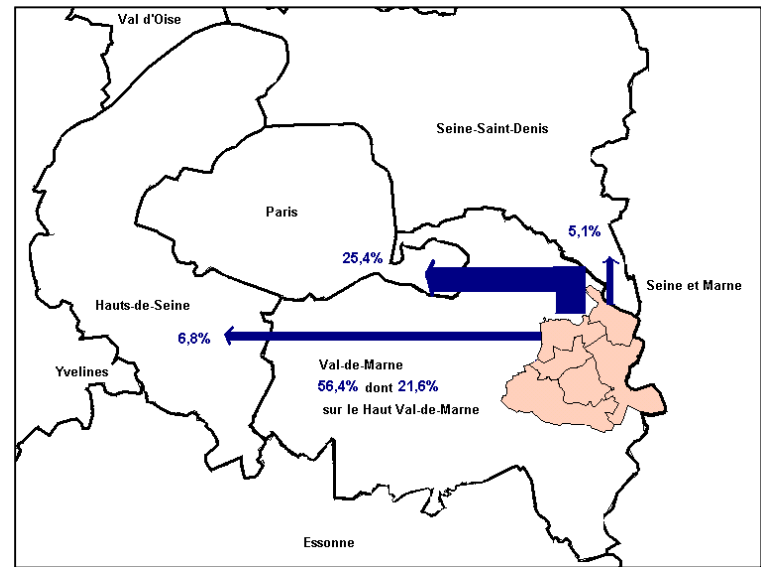 Val d'Oise
Seine-Saint-Denis
Paris
5,1%
25,4%
Seine et Marne
Hauts-de-Seine
6,8%
Yvelines
Val-de-Marne
56,4% dont 21,6%
sur le Haut Val-de-Marne
Essonne